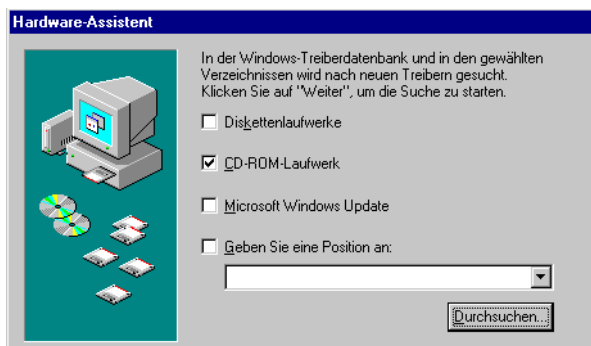 Hardware-Assistent
In der Windows-Treiberdatenbank und in den gewählten
Verzeichnissen wird nach neuen Treibern gesucht.
Klicken Sie auf "Weiter", um die Suche zu starten.
Diskettenlaufwerke
CD-ROM-Laufwerk
Microsoft Windows Update
Geben Sie eine Position an:
Durchsuchen...